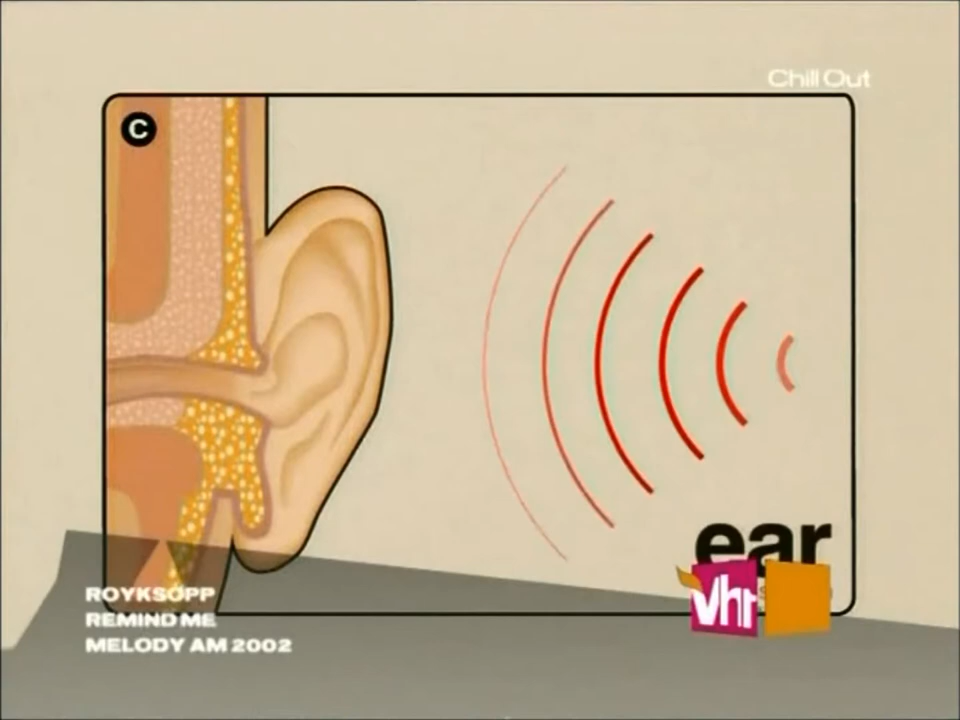 Chill Out
C
ear
vh1
ROYKSOPP
REMIND ME
MELODY AM 2002